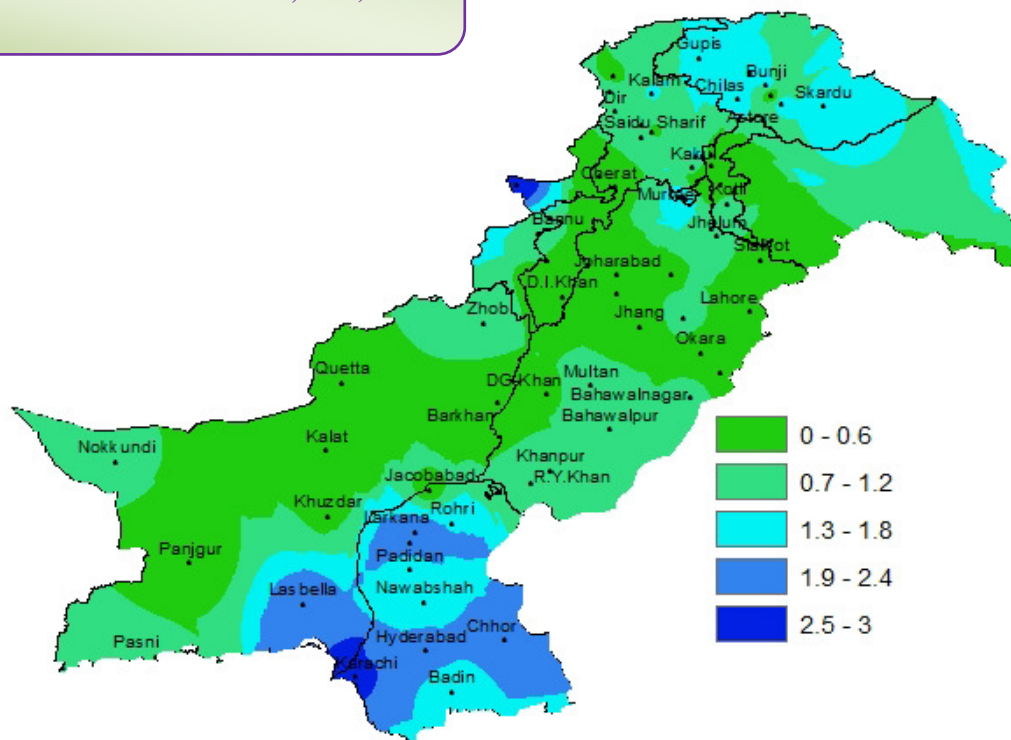 Gupis
Bunji
Kalam
Chilas
Skardu
Dir
Astore
Saidu Sharif
Kakul
Cherat
Murree
Kotli
Bannu
Jhelum
Sialkot
Joharabad
D.I.Khan
Lahore
Zhob
Jhang
Okara
Quetta
Multan
DG Khan
Bahawalnagar
Barkhan
Bahawalpur
0 - 0.6
Kalat
Nokkundi
Khanpur
Jacobabad
R.Y.Khan
0.7 - 1.2
Khuzdar
Rohri
Larkana
1.3 - 1.8
Panjgur
Padidan
Lasbella
Nawabshah
1.9 - 2.4
Chhor
Pasni
Hyderabad
2.5 - 3
Karachi
Badin